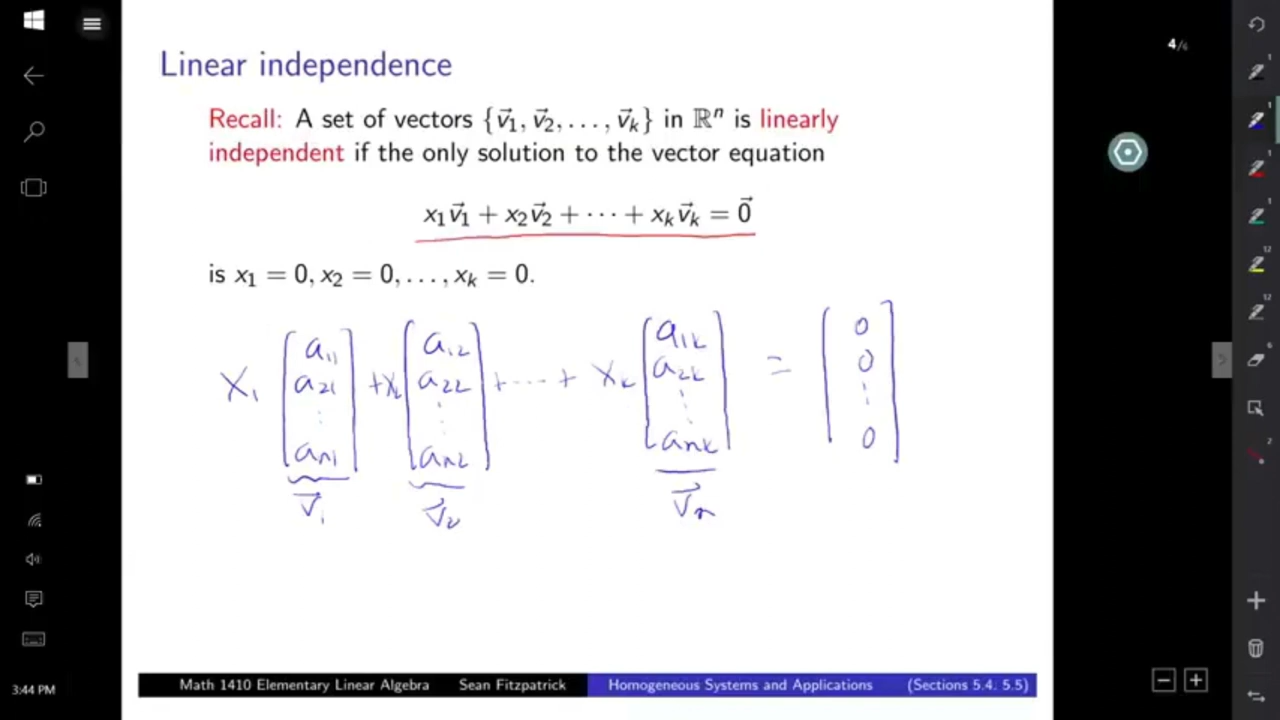 4/4
Linear independence
Recall: A set of vectors {v⃗1, v⃗2, . . . , v⃗k} in ℝⁿ is linearly
independent if the only solution to the vector equation
x1v⃗1 + x2v⃗2 + · · · + xkv⃗k = 0⃗
is x1 = 0, x2 = 0, . . . , xk = 0.
x1 [a11 a21 ⋮ an1] + x2 [a12 a22 ⋮ an2] + ··· + xk [a1k a2k ⋮ ank] = [0 0 ⋮ 0]
v⃗1 v⃗2 v⃗n
3:44 PM
Math 1410 Elementary Linear Algebra Sean Fitzpatrick Homogeneous Systems and Applications (Sections 5.4. 5.5)